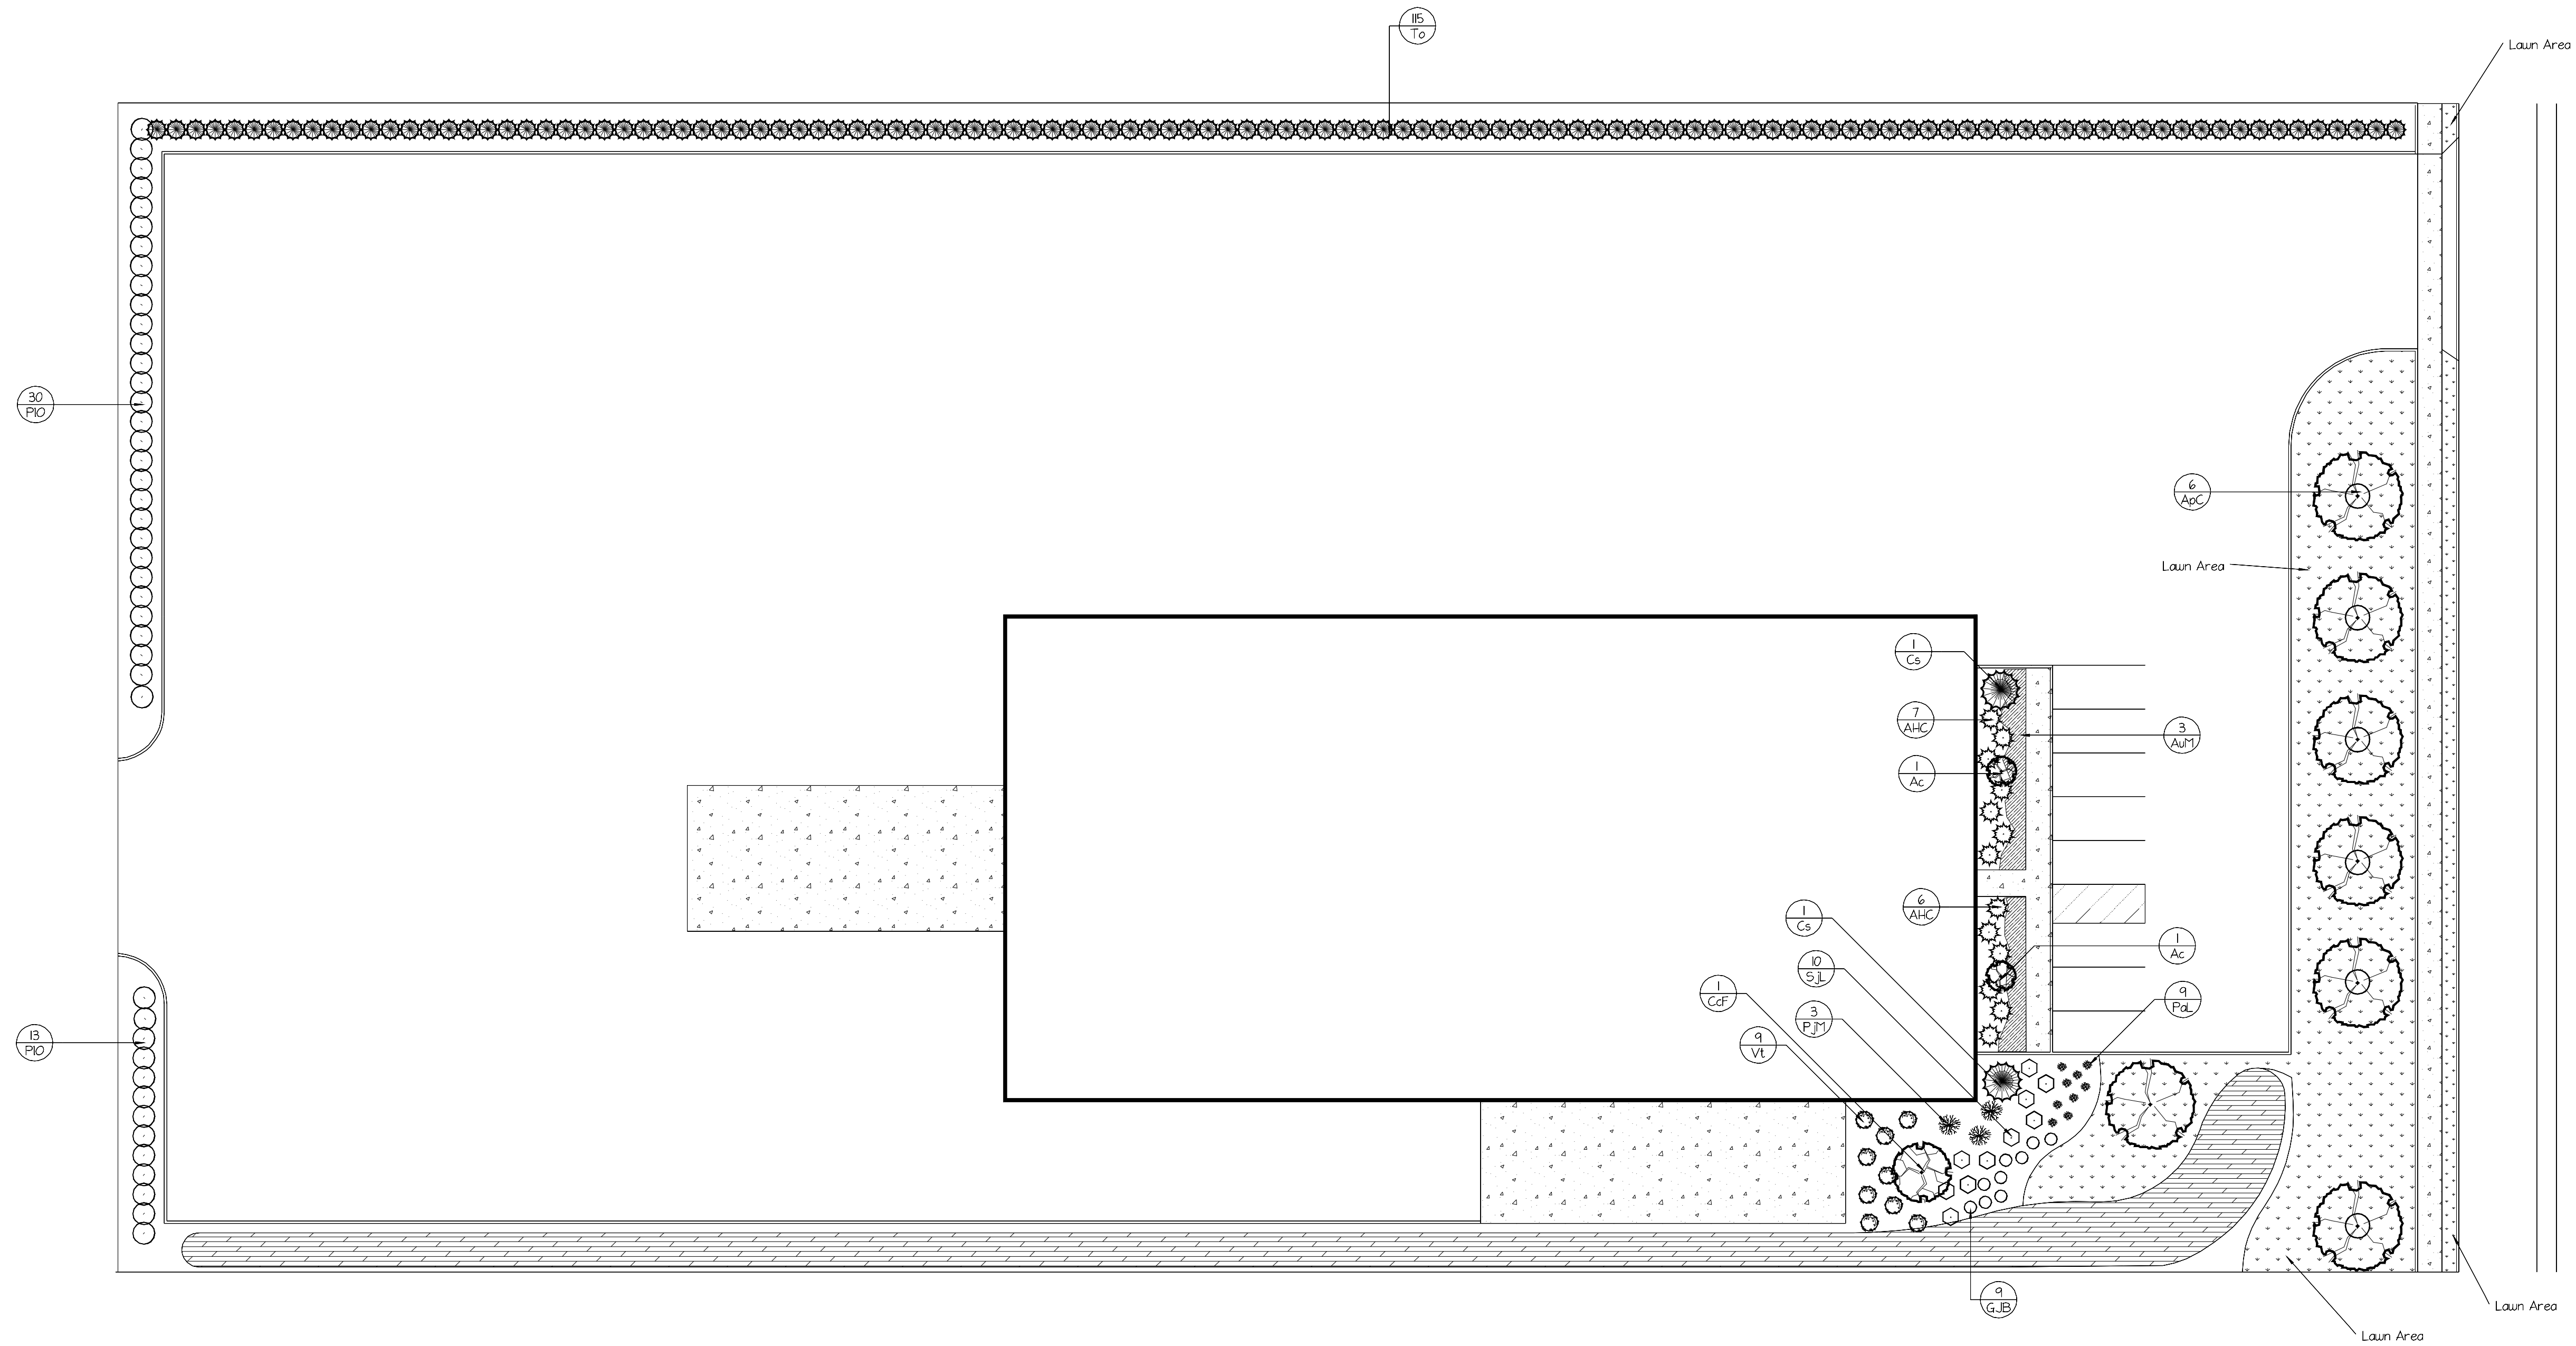 115
To
Lawn Area
30
PIO
6
ApC
Lawn Area
1
Cs
7
AHC
3
AuM
1
Ac
6
AHC
1
Cs
1
Ac
10
SjL
1
CcF
9
PaL
3
PjM
9
Vt
13
PIO
9
GJB
Lawn Area
Lawn Area